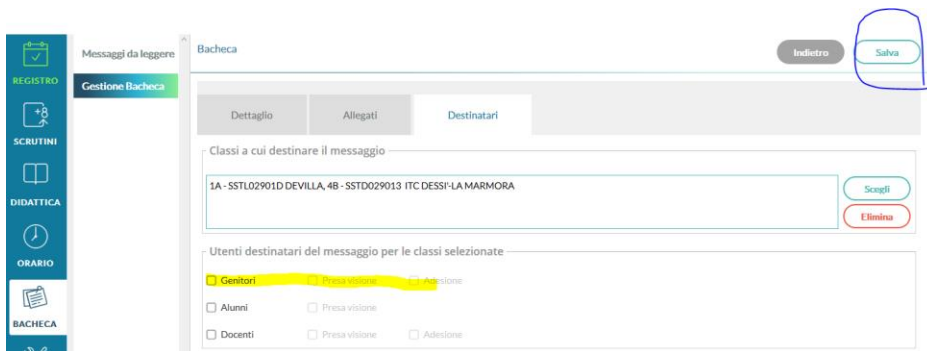 REGISTRO
SCRUTINI
DIDATTICA
ORARIO
BACHECA
Messaggi da leggere
Gestione Bacheca
Bacheca
Indietro
Salva
Dettaglio
Allegati
Destinatari
Classi a cui destinare il messaggio
1A - SSTL02901D DEVILLA, 4B - SSTD029013 ITC DESSI'-LA MARMORA
Scegli
Elimina
Utenti destinatari del messaggio per le classi selezionate
Genitori Presa visione Adesione
Alunni Presa visione
Docenti Presa visione Adesione